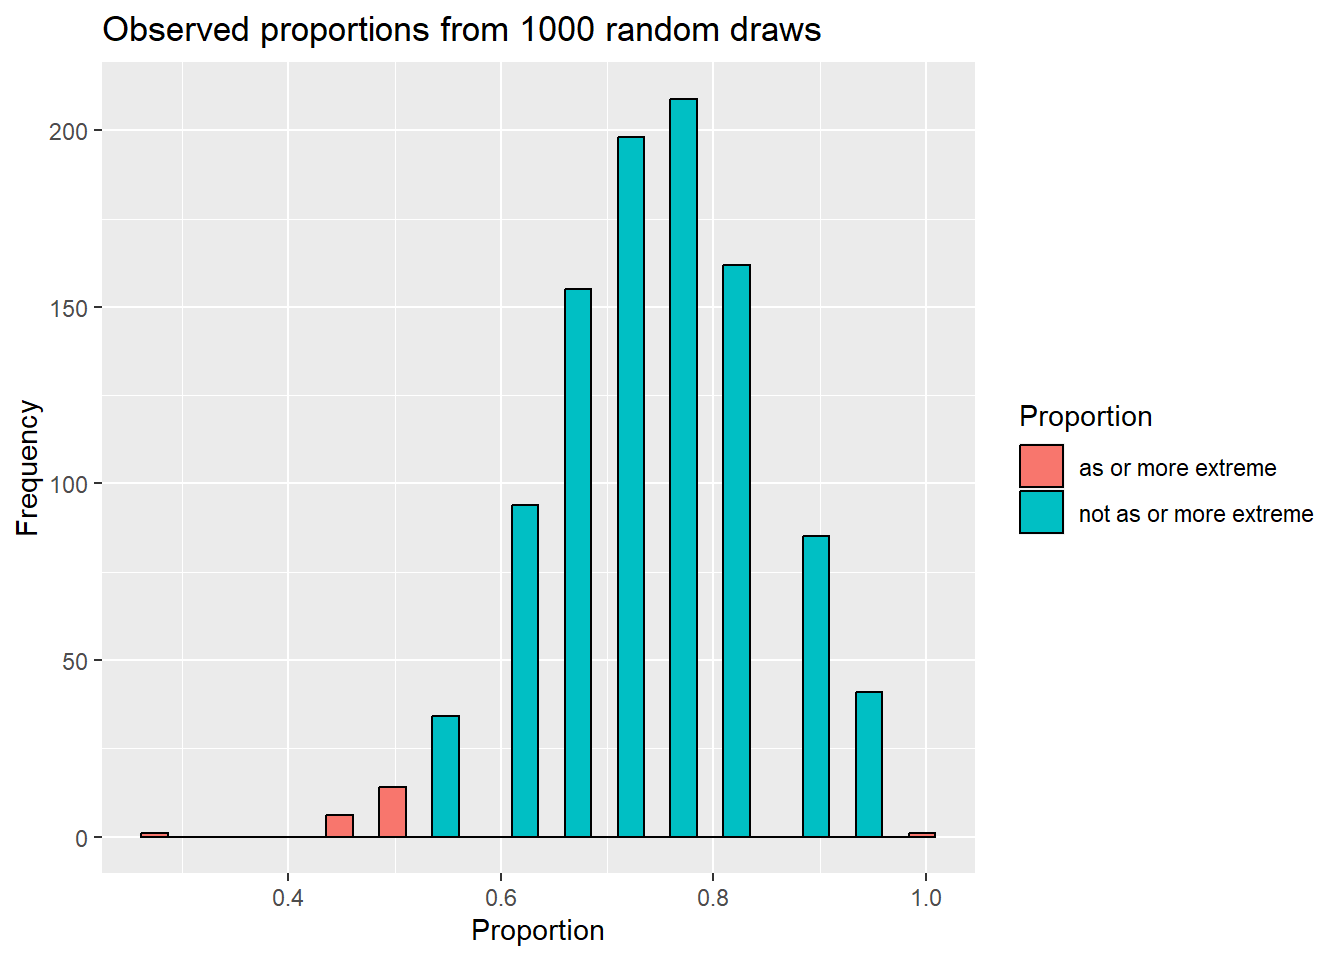 Observed proportions from 1000 random draws
200
150
100
50
0
Frequency
0.4 0.6 0.8 1.0
Proportion
Proportion
as or more extreme
not as or more extreme